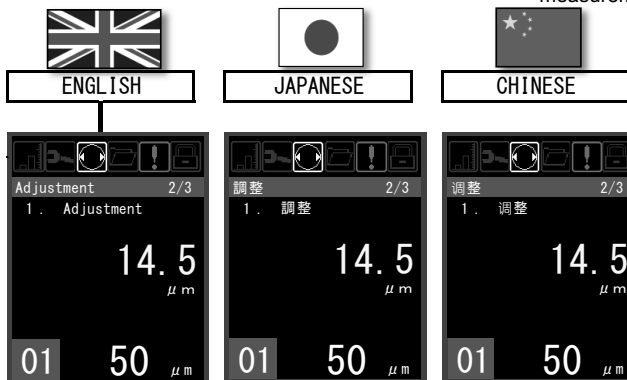 ENGLISH
JAPANESE
CHINESE
Adjustment 2/3
1. Adjustment
14.5
μm
01 50 μm
調整 2/3
1. 調整
14.5
μm
01 50 μm
调整 2/3
1. 调整
14.5
μm
01 50 μm